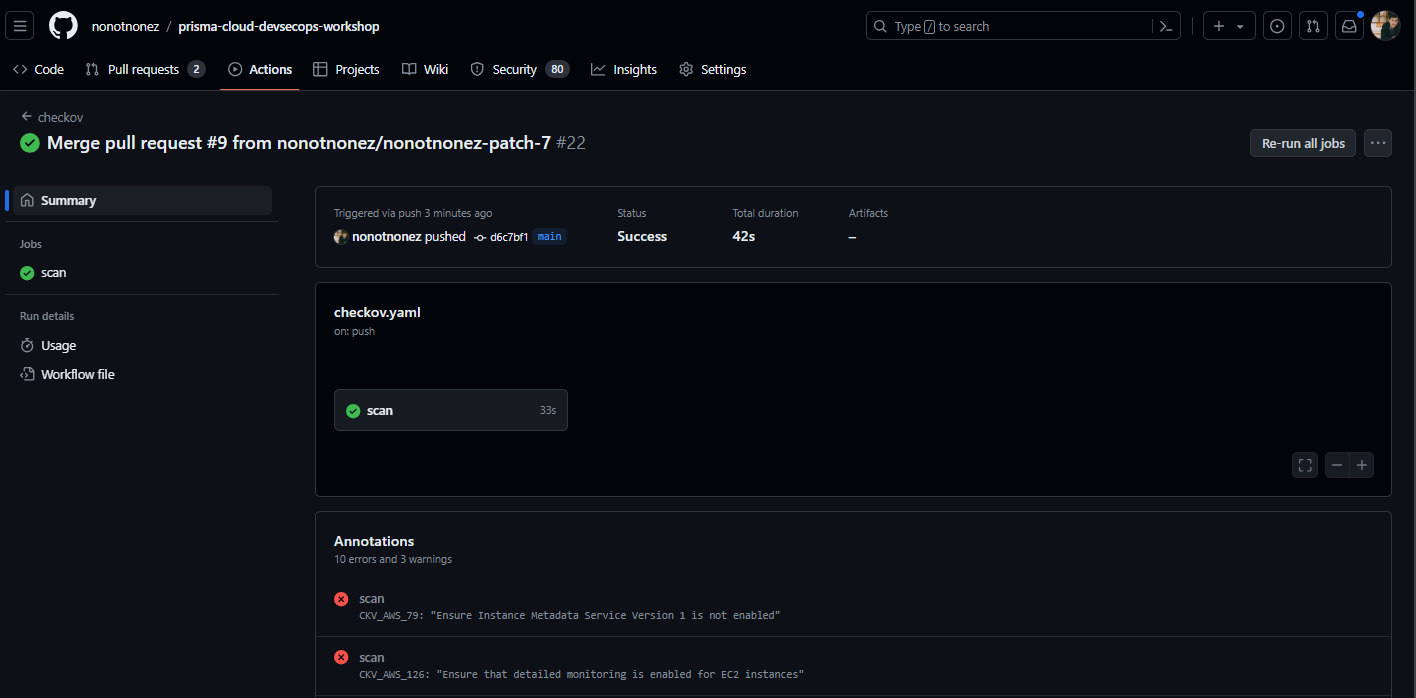 nonotnonez / prisma-cloud-devsecops-workshop
Type / to search
Code
Pull requests 2
Actions
Projects
Wiki
Security 80
Insights
Settings
checkov
Merge pull request #9 from nonotnonez/nonotnonez-patch-7 #22
Re-run all jobs
Summary
Jobs
scan
Run details
Usage
Workflow file
Triggered via push 3 minutes ago
nonotnonez pushed d6c7bf1 main
Status
Success
Total duration
42s
Artifacts
–
checkov.yaml
on: push
scan 33s
Annotations
10 errors and 3 warnings
scan
CKV_AWS_79: "Ensure Instance Metadata Service Version 1 is not enabled"
scan
CKV_AWS_126: "Ensure that detailed monitoring is enabled for EC2 instances"